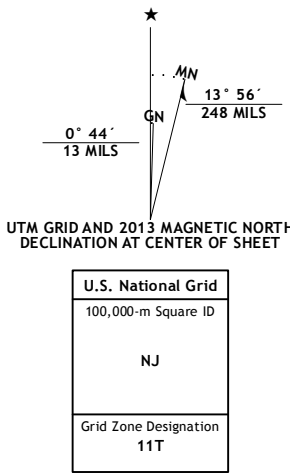 ★
MN
GN
13° 56´
248 MILS
0° 44´
13 MILS
UTM GRID AND 2013 MAGNETIC NORTH
DECLINATION AT CENTER OF SHEET
U.S. National Grid
100,000-m Square ID
NJ
Grid Zone Designation
11T